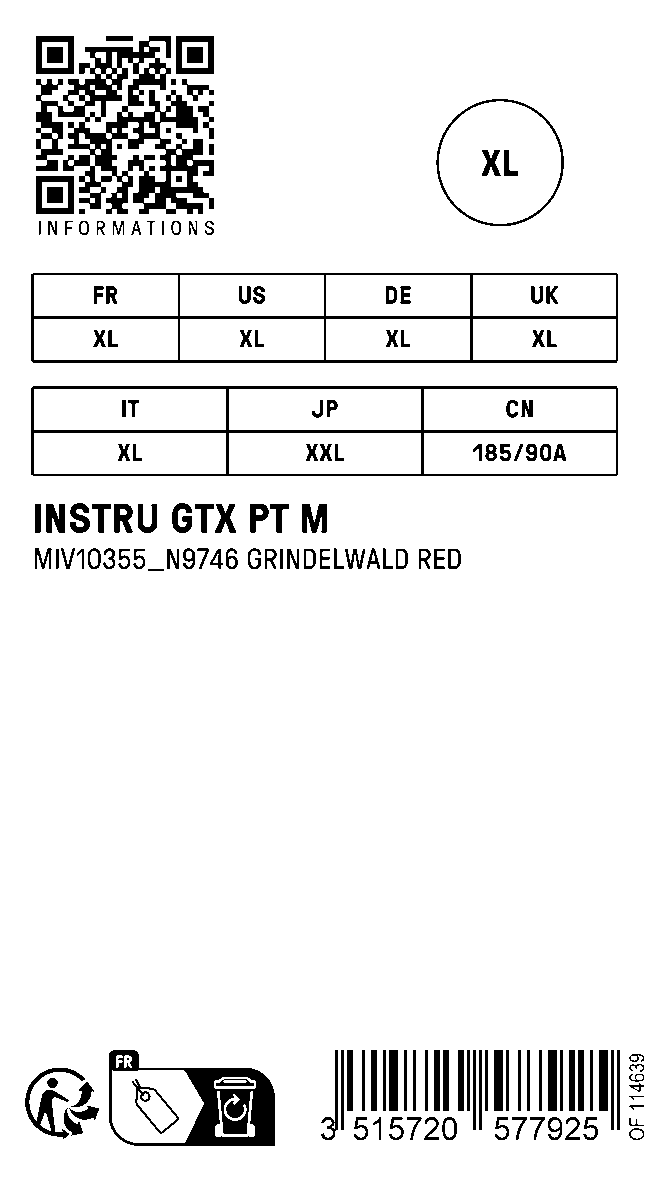 INFORMATIONS
XL
FR US DE UK
XL XL XL XL
IT JP CN
XL XXL 185/90A
INSTRU GTX PT M
MIV10355_N9746 GRINDELWALD RED
FR
3 515720 577925
OF 114639